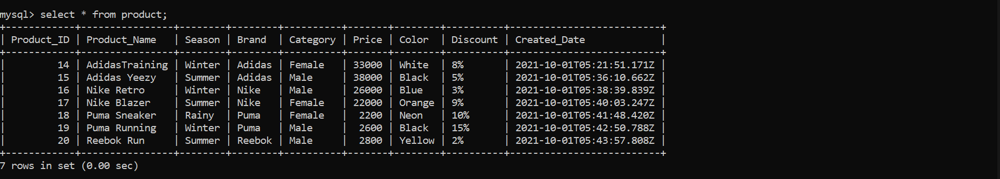 mysql> select * from product;
+------------+----------------+--------+--------+----------+-------+--------+----------+--------------------------+
| Product_ID | Product_Name   | Season | Brand  | Category | Price | Color  | Discount | Created_Date             |
+------------+----------------+--------+--------+----------+-------+--------+----------+--------------------------+
|         14 | AdidasTraining | Winter | Adidas | Female   | 33000 | White  | 8%       | 2021-10-01T05:21:51.171Z |
|         15 | Adidas Yeezy   | Summer | Adidas | Male     | 38000 | Black  | 5%       | 2021-10-01T05:36:10.662Z |
|         16 | Nike Retro     | Winter | Nike   | Male     | 26000 | Blue   | 3%       | 2021-10-01T05:38:39.839Z |
|         17 | Nike Blazer    | Summer | Nike   | Female   | 22000 | Orange | 9%       | 2021-10-01T05:40:03.247Z |
|         18 | Puma Sneaker   | Rainy  | Puma   | Female   |  2200 | Neon   | 10%      | 2021-10-01T05:41:48.420Z |
|         19 | Puma Running   | Winter | Puma   | Male     |  2600 | Black  | 15%      | 2021-10-01T05:42:50.788Z |
|         20 | Reebok Run     | Summer | Reebok | Male     |  2800 | Yellow | 2%       | 2021-10-01T05:43:57.808Z |
+------------+----------------+--------+--------+----------+-------+--------+----------+--------------------------+
7 rows in set (0.00 sec)